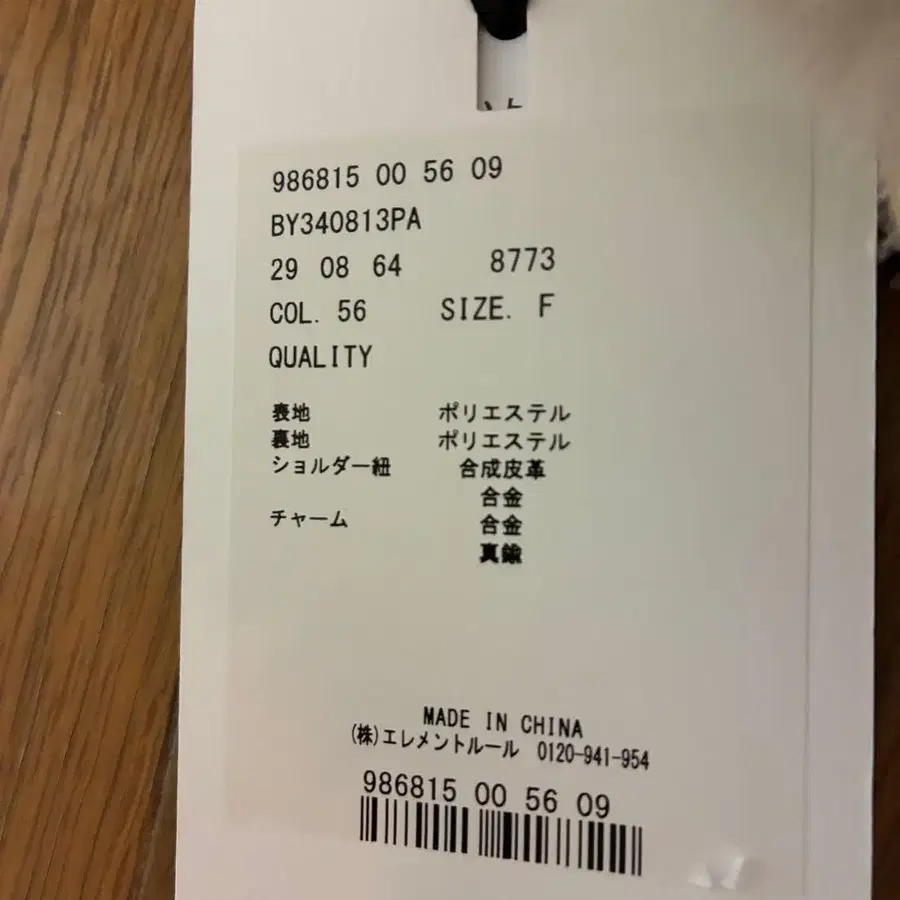 986815 00 56 09
BY340813PA
29 08 64 8773
COL. 56 SIZE. F
QUALITY
表地 ポリエステル
裏地 ポリエステル
ショルダー紐 合成皮革
合金
チャーム 合金
真鍮
MADE IN CHINA
(株)エレメントルール 0120-941-954
986815 00 56 09